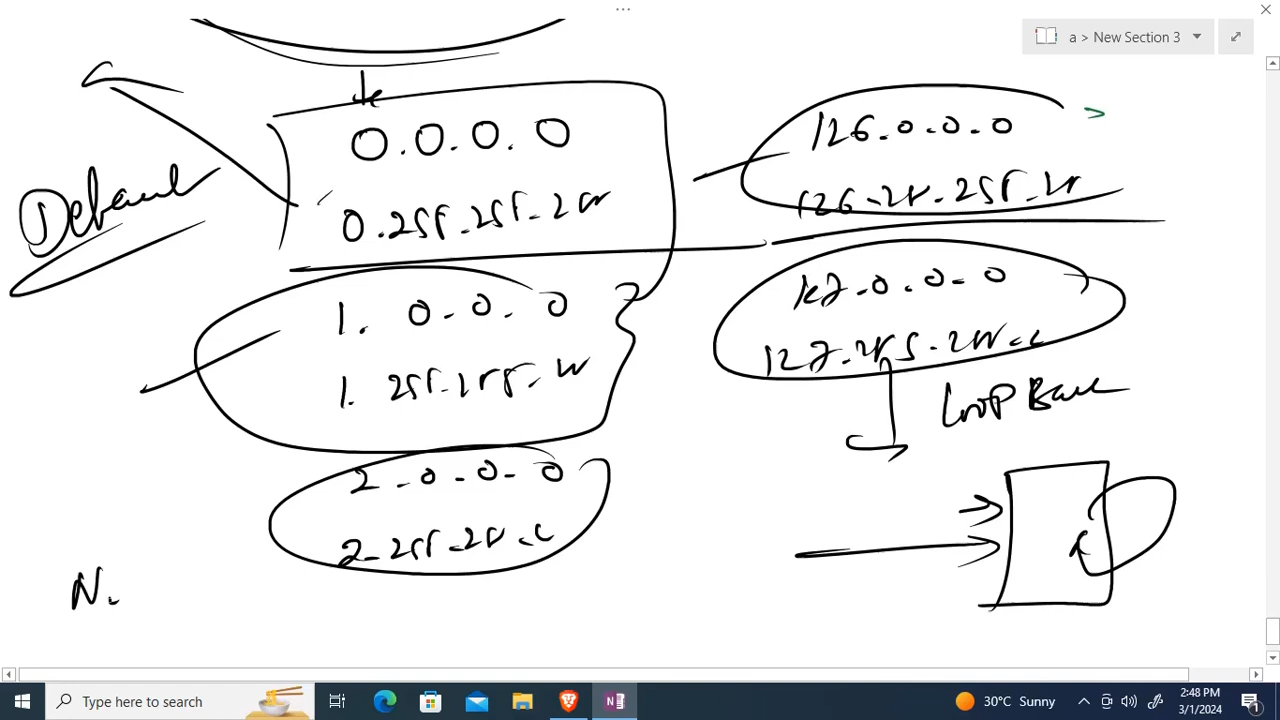 a > New Section 3
0.0.0.0
0.255.255.255
Default
1.0.0.0
1.255.255.255
2.0.0.0
2.255.255.
N.
126.0.0.0
126.255.255.255
127.0.0.0
127.255.255.
Loop Back
Type here to search
30°C Sunny
2:48 PM
3/1/2024